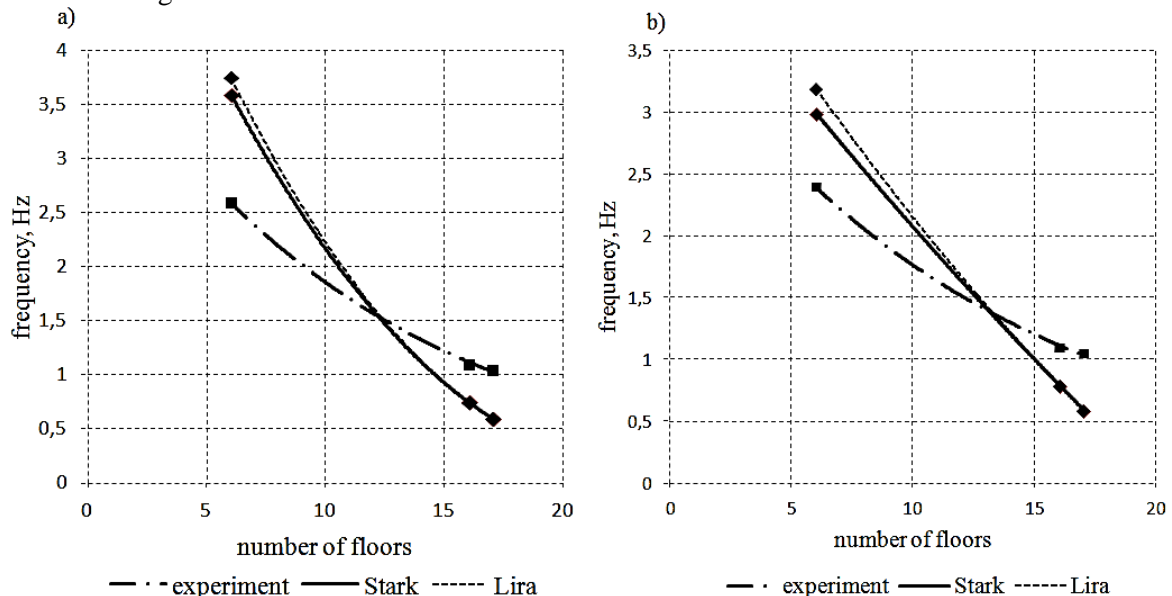 a)
4
3,5
3
2,5
2
1,5
1
0,5
0
0 5 10 15 20
frequency, Hz
number of floors
experiment Stark Lira
b)
3,5
3
2,5
2
1,5
1
0,5
0
0 5 10 15 20
frequency, Hz
number of floors
experiment Stark Lira